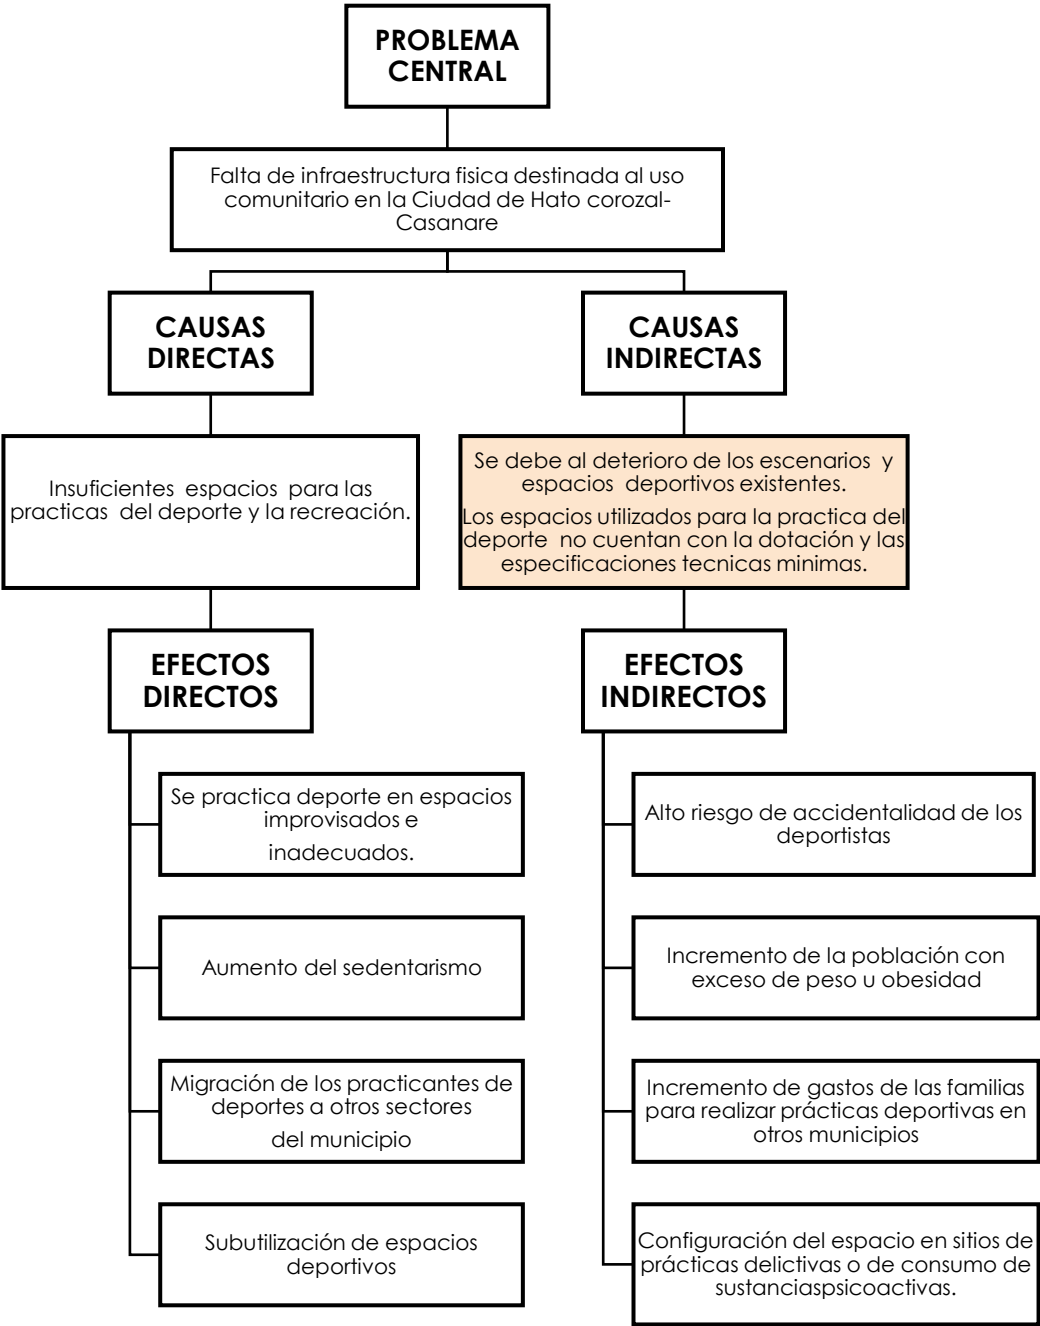 PROBLEMA
CENTRAL
Falta de infraestructura fisica destinada al uso
comunitario en la Ciudad de Hato corozal-
Casanare
CAUSAS
DIRECTAS
Insuficientes espacios para las
practicas del deporte y la recreación.
EFECTOS
DIRECTOS
Se practica deporte en espacios
improvisados e
inadecuados.
Aumento del sedentarismo
Migración de los practicantes de
deportes a otros sectores
del municipio
Subutilización de espacios
deportivos
CAUSAS
INDIRECTAS
Se debe al deterioro de los escenarios y
espacios deportivos existentes.
Los espacios utilizados para la practica del
deporte no cuentan con la dotación y las
especificaciones tecnicas minimas.
EFECTOS
INDIRECTOS
Alto riesgo de accidentalidad de los
deportistas
Incremento de la población con
exceso de peso u obesidad
Incremento de gastos de las familias
para realizar prácticas deportivas en
otros municipios
Configuración del espacio en sitios de
prácticas delictivas o de consumo de
sustanciaspsicoactivas.